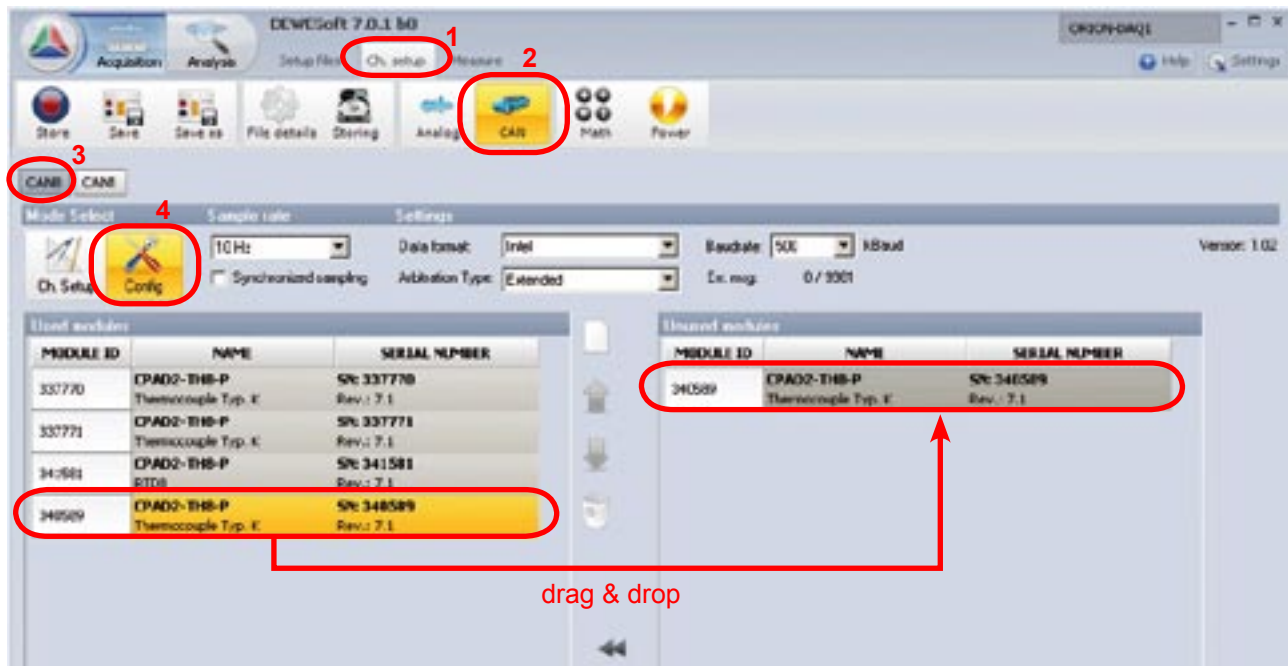 DEWESoft 7.0.1 b0
ORION-DAQ1
1
Acquisition Analysis Setup files Ch. setup Measure
2
Help Settings
Store Save Save as File details Storing Analog CAN Math Power
3
CAN0 CAN1
4
Mode Select Sample rate Settings
10 Hz Data format: Intel Baudrate: 500 kBaud Version: 1.02
Ch. Setup Config Synchronized sampling Arbitration Type: Extended
Used modules Unused modules
MODULE ID NAME SERIAL NUMBER MODULE ID NAME SERIAL NUMBER
337770 CPAD2-TH8-P SN: 337770
Thermocouple Typ. K Rev.: 7.1
340589 CPAD2-TH8-P SN: 340589
Thermocouple Typ. K Rev.: 7.1
337771 CPAD2-TH8-P SN: 337771
Thermocouple Typ. K Rev.: 7.1
341581 CPAD2-TH8-P SN: 341581
RTD8 Rev.: 7.1
340589 CPAD2-TH8-P SN: 340589
Thermocouple Typ. K Rev.: 7.1
drag & drop